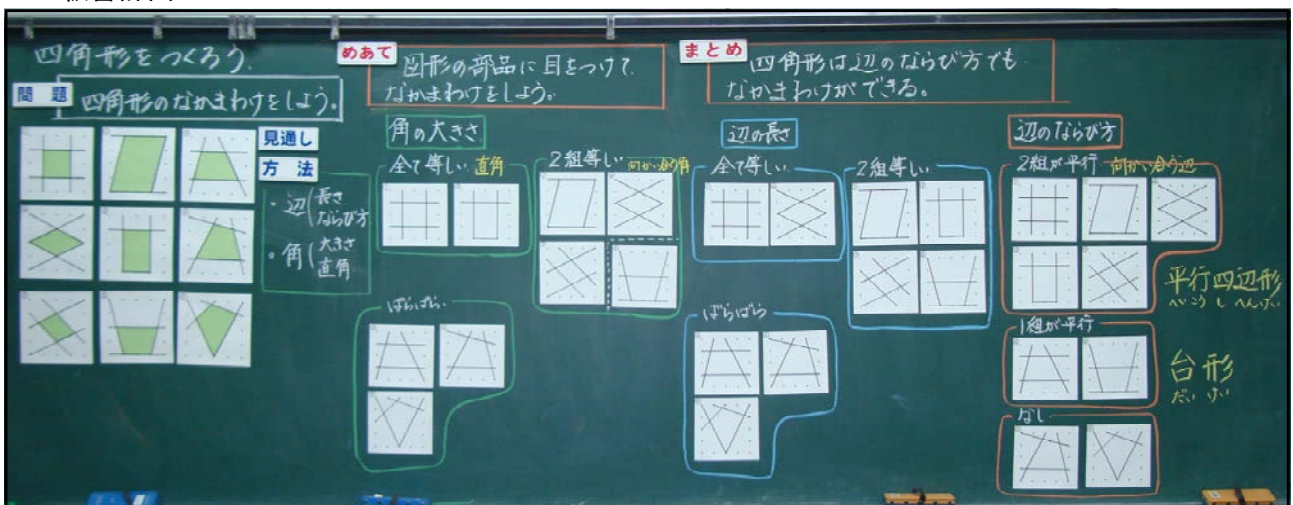 四角形をつくろう.
問題
四角形のなかまわけをしよう。
見通し
方法
・辺(長さ
ならび方
・角(大きさ
直角
めあて
図形の部品に目をつけて
なかまわけをしよう。
角の大きさ
全て等しい 直角
2組等しい 向かい合う角
ばらばら
まとめ
四角形は辺のならび方でも
なかまわけができる。
辺の長さ
全て等しい
2組等しい
ばらばら
辺のならび方
2組が平行 向かい合う辺
平行四辺形
へいこうしへんけい
1組が平行
台形
だいけい
なし